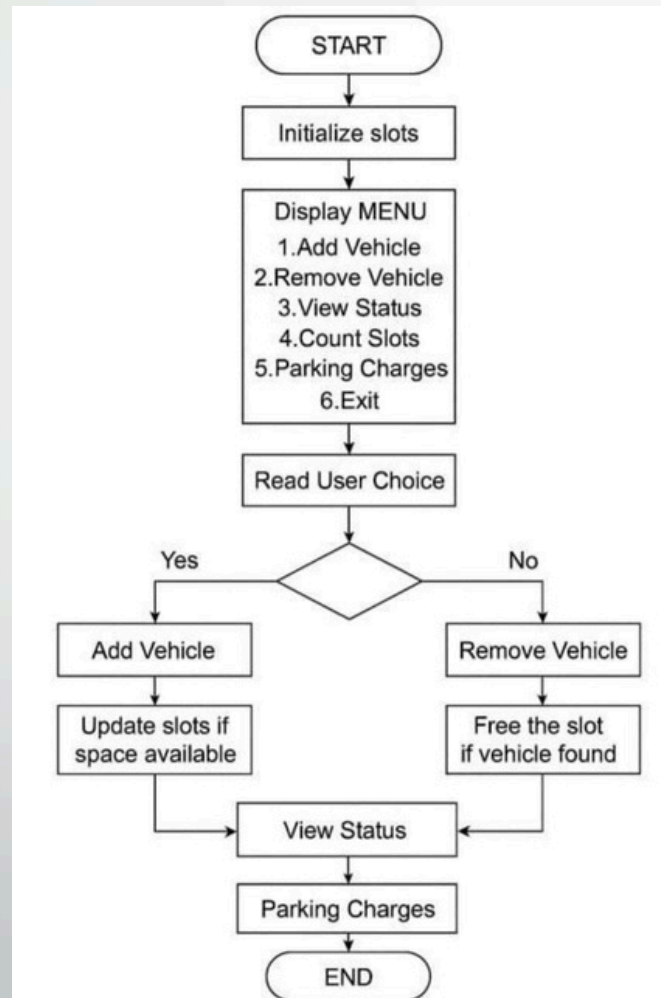 START
Initialize slots
Display MENU
1.Add Vehicle
2.Remove Vehicle
3.View Status
4.Count Slots
5.Parking Charges
6.Exit
Read User Choice
Yes
No
Add Vehicle
Remove Vehicle
Update slots if
space available
Free the slot
if vehicle found
View Status
Parking Charges
END